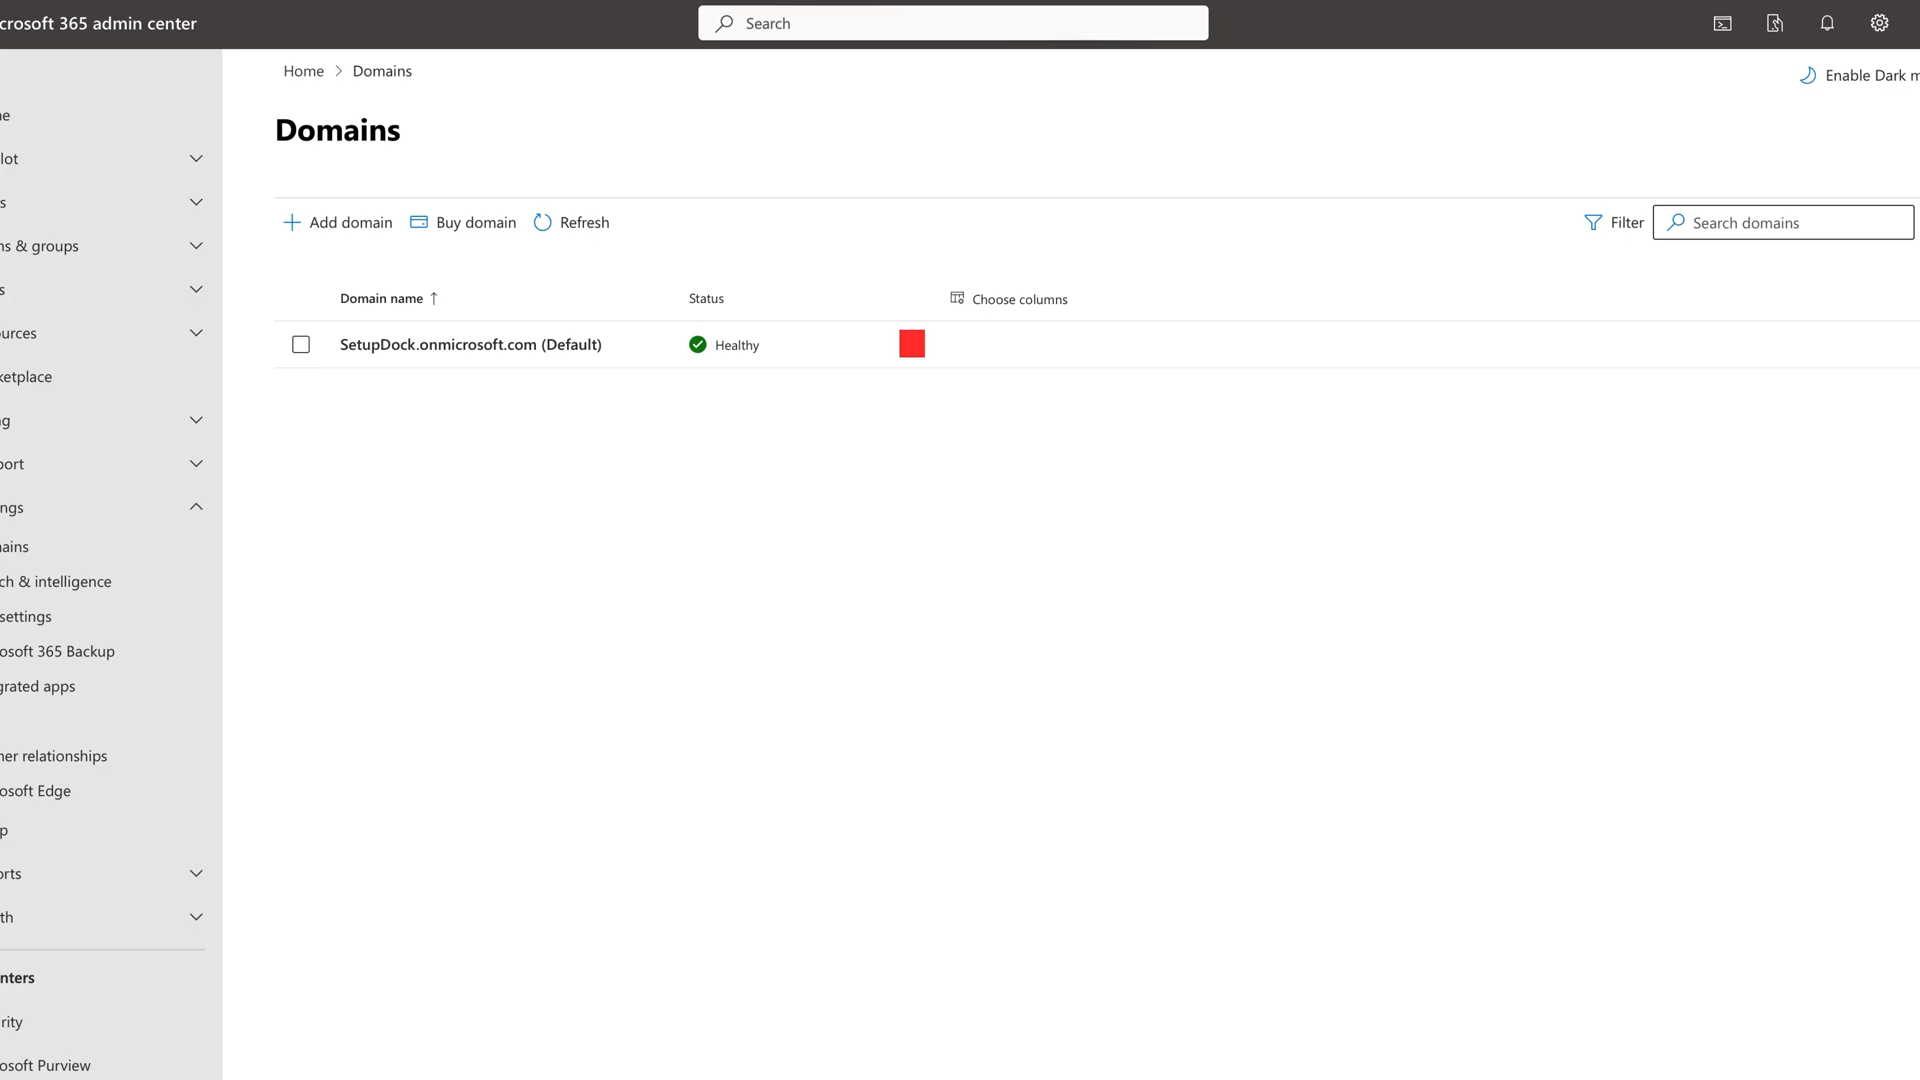 crosoft 365 admin center
Search
Home > Domains
Enable Dark m
Domains
Add domain
Buy domain
Refresh
Filter
Search domains
Domain name ↑
Status
Choose columns
SetupDock.onmicrosoft.com (Default)
Healthy
e
lot
s
ns & groups
s
ources
ketplace
g
port
ngs
ains
ch & intelligence
settings
osoft 365 Backup
grated apps
ner relationships
osoft Edge
p
orts
th
nters
rity
osoft Purview